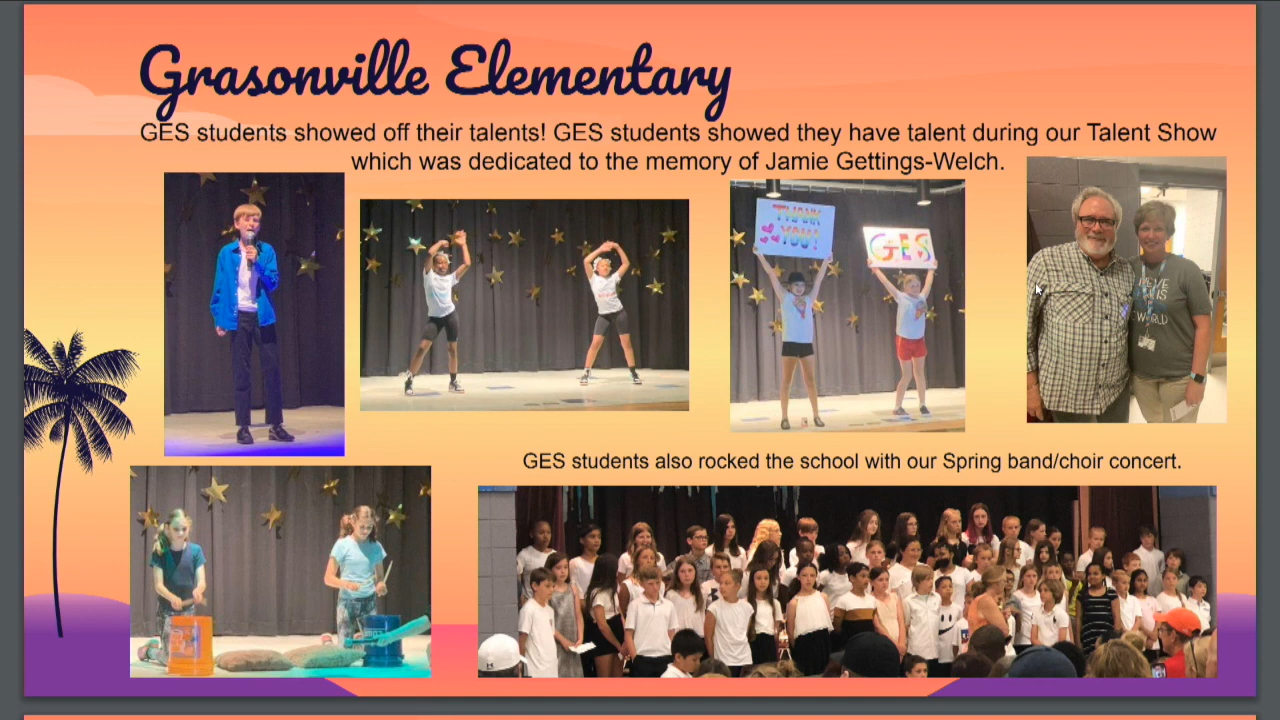 Grasonville Elementary
GES students showed off their talents! GES students showed they have talent during our Talent Show
which was dedicated to the memory of Jamie Gettings-Welch.
THANK
YOU!
GES
WORLD
GES students also rocked the school with our Spring band/choir concert.